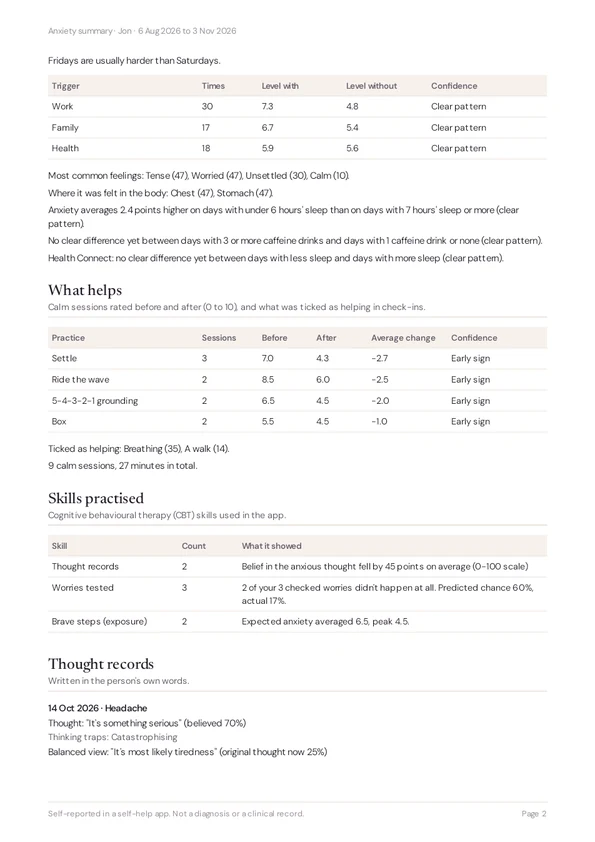 Anxiety summary · Jon · 6 Aug 2026 to 3 Nov 2026
Fridays are usually harder than Saturdays.
Trigger Times Level with Level without Confidence
Work 30 7.3 4.8 Clear pattern
Family 17 6.7 5.4 Clear pattern
Health 18 5.9 5.6 Clear pattern
Most common feelings: Tense (47), Worried (47), Unsettled (30), Calm (10).
Where it was felt in the body: Chest (47), Stomach (47).
Anxiety averages 2.4 points higher on days with under 6 hours' sleep than on days with 7 hours' sleep or more (clear
pattern).
No clear difference yet between days with 3 or more caffeine drinks and days with 1 caffeine drink or none (clear pattern).
Health Connect: no clear difference yet between days with less sleep and days with more sleep (clear pattern).
What helps
Calm sessions rated before and after (0 to 10), and what was ticked as helping in check-ins.
Practice Sessions Before After Average change Confidence
Settle 3 7.0 4.3 -2.7 Early sign
Ride the wave 2 8.5 6.0 -2.5 Early sign
5-4-3-2-1 grounding 2 6.5 4.5 -2.0 Early sign
Box 2 5.5 4.5 -1.0 Early sign
Ticked as helping: Breathing (35), A walk (14).
9 calm sessions, 27 minutes in total.
Skills practised
Cognitive behavioural therapy (CBT) skills used in the app.
Skill Count What it showed
Thought records 2 Belief in the anxious thought fell by 45 points on average (0-100 scale)
Worries tested 3 2 of your 3 checked worries didn't happen at all. Predicted chance 60%,
actual 17%.
Brave steps (exposure) 2 Expected anxiety averaged 6.5, peak 4.5.
Thought records
Written in the person's own words.
14 Oct 2026 · Headache
Thought: "It's something serious" (believed 70%)
Thinking traps: Catastrophising
Balanced view: "It's most likely tiredness" (original thought now 25%)
Self-reported in a self-help app. Not a diagnosis or a clinical record.
Page 2